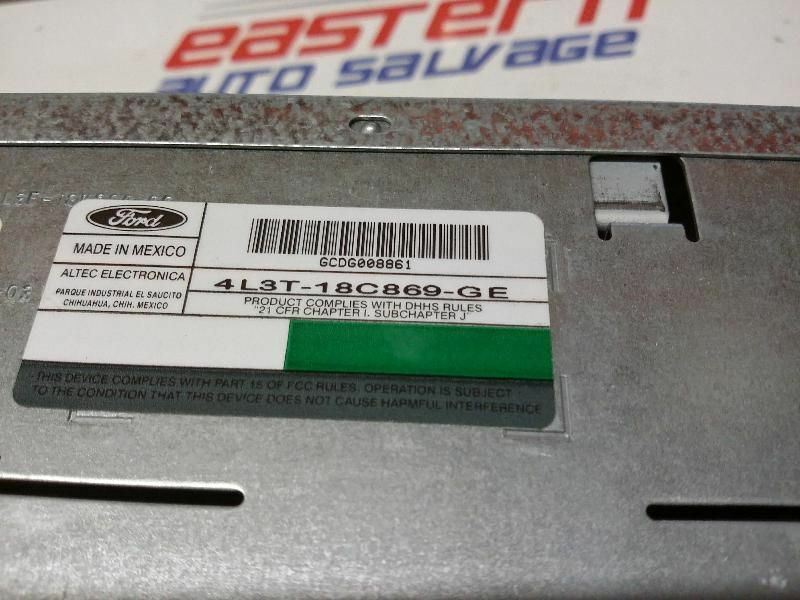 eastern
AUTO SALVAGE
Ford
MADE IN MEXICO
ALTEC ELECTRONICA
PARQUE INDUSTRIAL EL SAUCITO
CHIHUAHUA, CHIH. MEXICO
GCDG008861
4L3T-18C869-GE
PRODUCT COMPLIES WITH DHHS RULES
"21 CFR CHAPTER I. SUBCHAPTER J"
THIS DEVICE COMPLIES WITH PART 15 OF FCC RULES. OPERATION IS SUBJECT
TO THE CONDITION THAT THIS DEVICE DOES NOT CAUSE HARMFUL INTERFERENCE